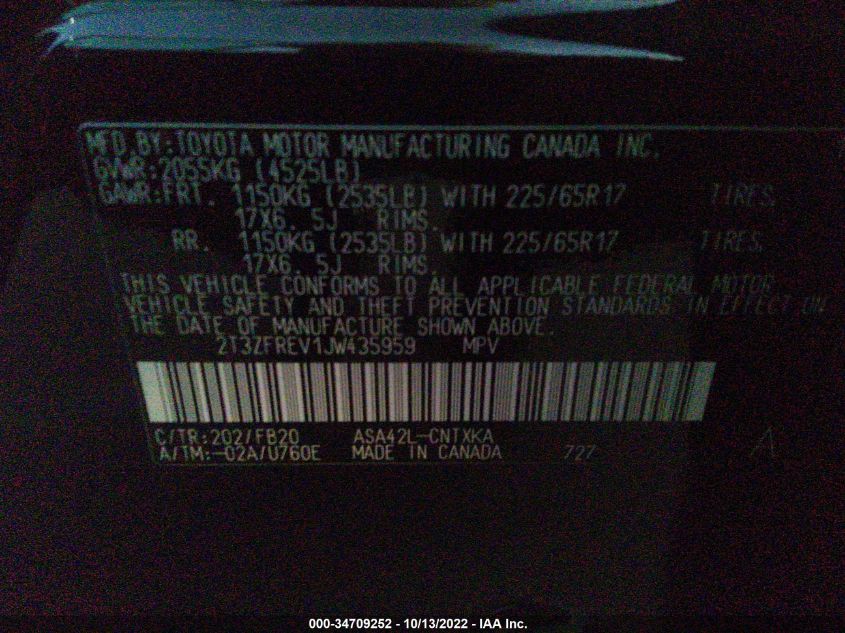 MFD.BY:TOYOTA MOTOR MANUFACTURING CANADA INC.
GVWR:2055KG (4525LB)
GAWR:FRT. 1150KG (2535LB) WITH 225/65R17 TIRES,
17X6. 5J RIMS.
RR. 1150KG (2535LB) WITH 225/65R17 TIRES,
17X6. 5J RIMS.
THIS VEHICLE CONFORMS TO ALL APPLICABLE FEDERAL MOTOR
VEHICLE SAFETY AND THEFT PREVENTION STANDARDS IN EFFECT ON
THE DATE OF MANUFACTURE SHOWN ABOVE.
2T3ZFREV1JW435959 MPV
C/TR:202/FB20 ASA42L-CNTXKA
A/TM:-02A/U760E MADE IN CANADA 727 A
000-34709252 - 10/13/2022 - IAA Inc.